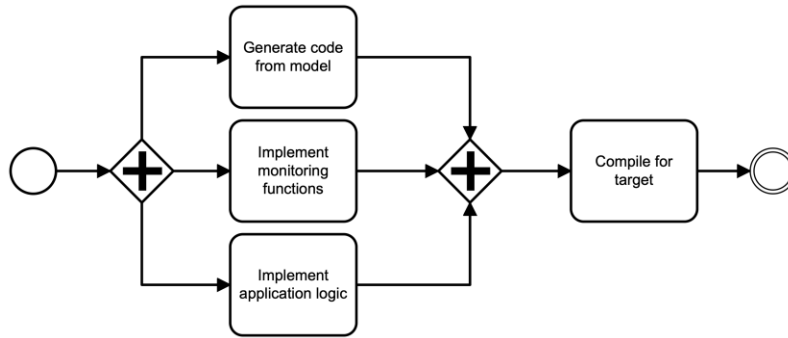 Generate code
from model
Implement
monitoring
functions
Compile for
target
Implement
application logic